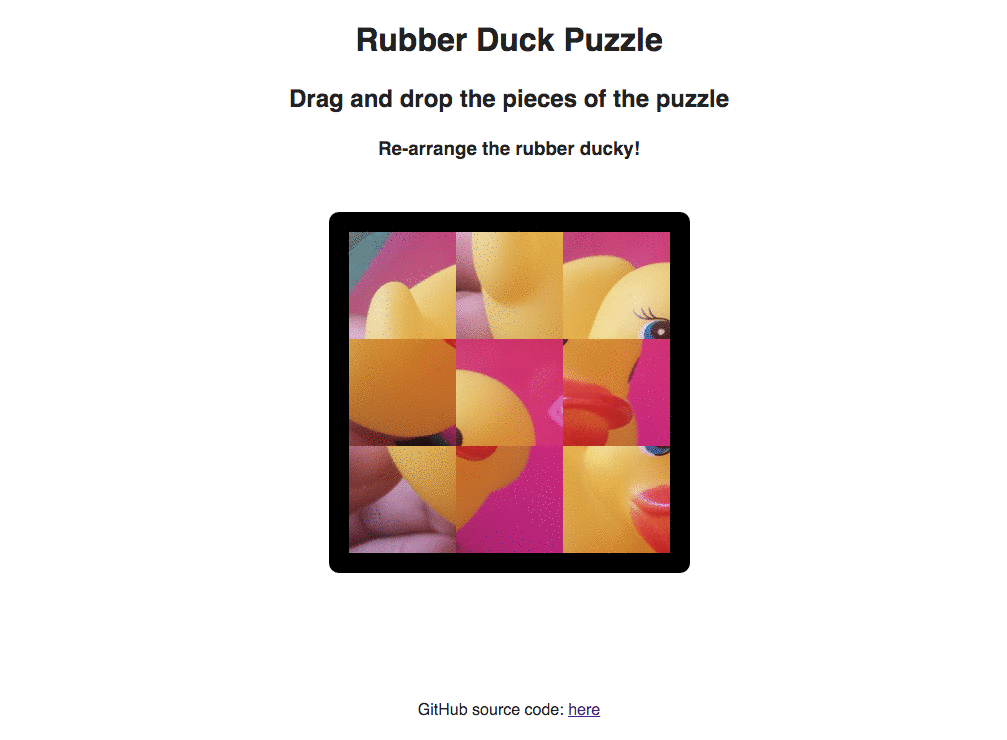 Rubber Duck Puzzle
Drag and drop the pieces of the puzzle
Re-arrange the rubber ducky!
GitHub source code: here